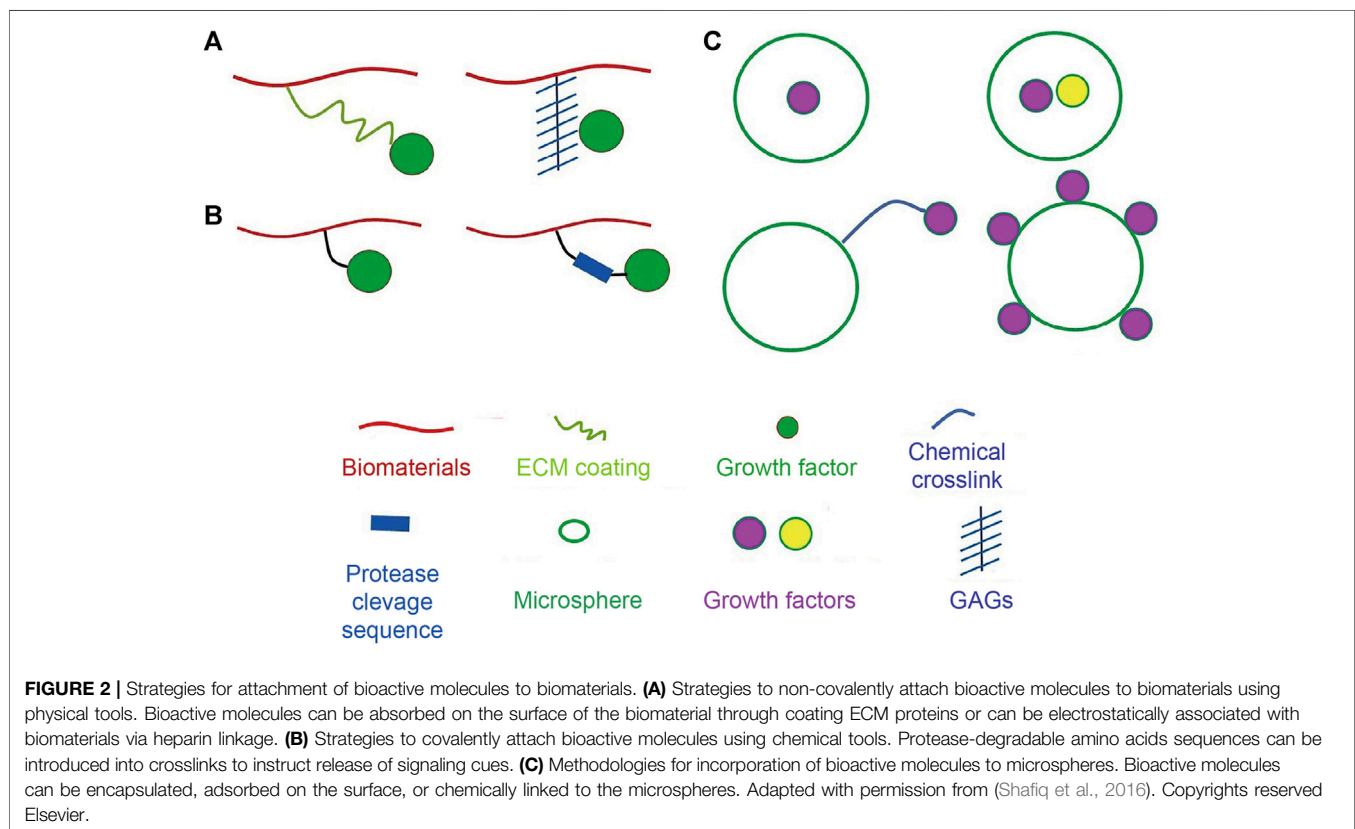 A
C
B
Biomaterials
ECM coating
Growth factor
Chemical
crosslink
Protease
clevage
sequence
Microsphere
Growth factors
GAGs
FIGURE 2 | Strategies for attachment of bioactive molecules to biomaterials. (A) Strategies to non-covalently attach bioactive molecules to biomaterials using
physical tools. Bioactive molecules can be absorbed on the surface of the biomaterial through coating ECM proteins or can be electrostatically associated with
biomaterials via heparin linkage. (B) Strategies to covalently attach bioactive molecules using chemical tools. Protease-degradable amino acids sequences can be
introduced into crosslinks to instruct release of signaling cues. (C) Methodologies for incorporation of bioactive molecules to microspheres. Bioactive molecules
can be encapsulated, adsorbed on the surface, or chemically linked to the microspheres. Adapted with permission from (Shafiq et al., 2016). Copyrights reserved
Elsevier.